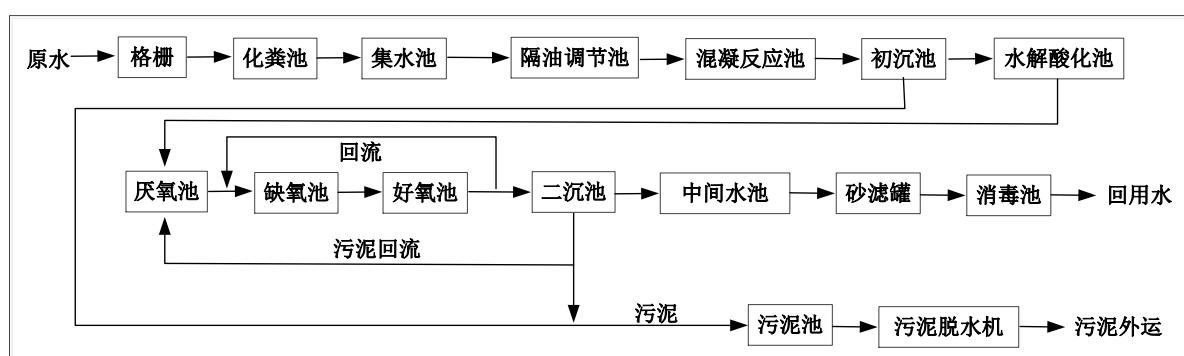 原水 格栅 化粪池 集水池 隔油调节池 混凝反应池 初沉池 水解酸化池
回流
厌氧池 缺氧池 好氧池 二沉池 中间水池 砂滤罐 消毒池 回用水
污泥回流
污泥
污泥池 污泥脱水机 污泥外运